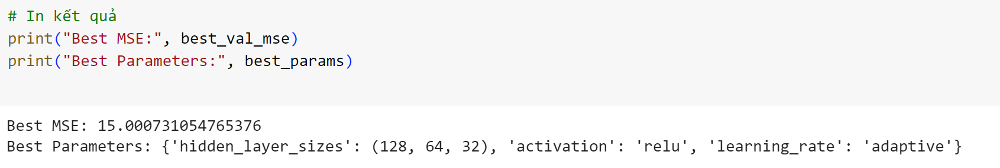 # In kết quả
print("Best MSE:", best_val_mse)
print("Best Parameters:", best_params)
Best MSE: 15.000731054765376
Best Parameters: {'hidden_layer_sizes': (128, 64, 32), 'activation': 'relu', 'learning_rate': 'adaptive'}